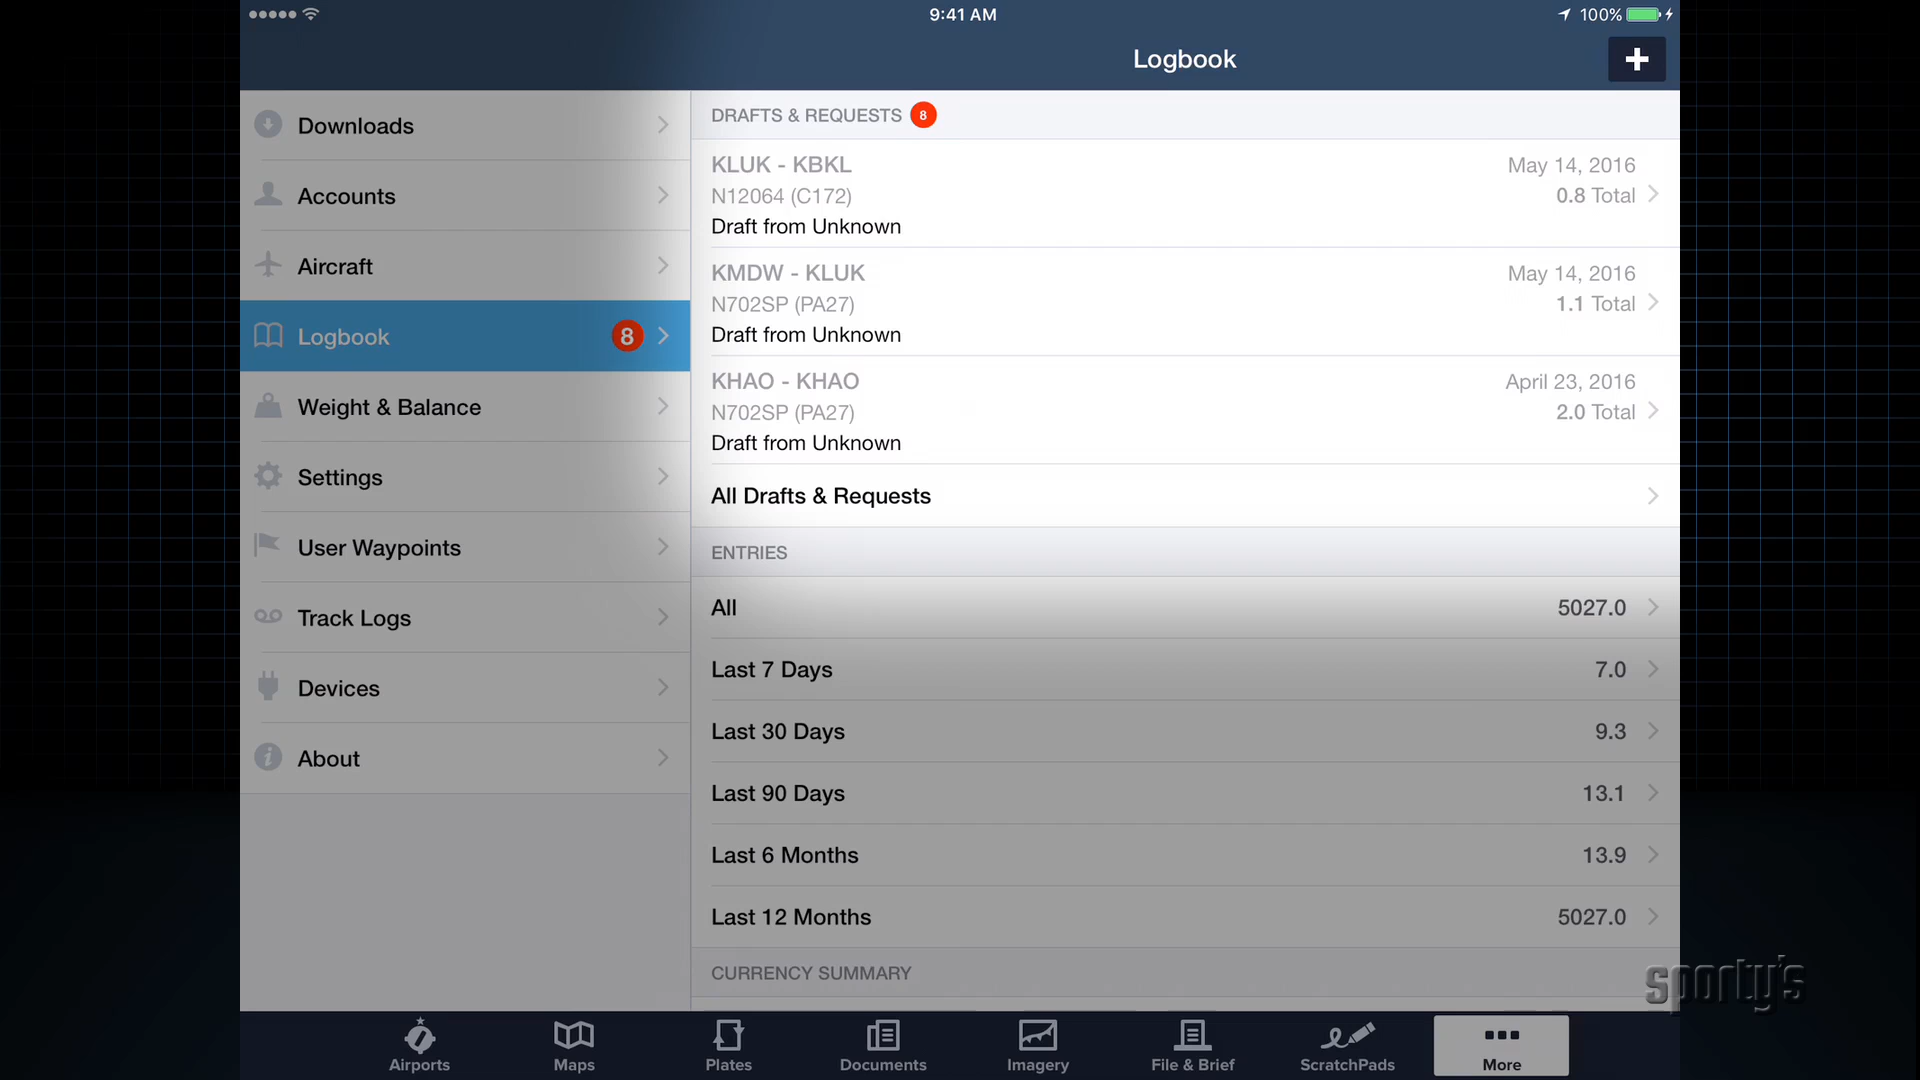 9:41 AM
100%
Logbook
Downloads
Accounts
Aircraft
Logbook 8
Weight & Balance
Settings
User Waypoints
Track Logs
Devices
About
DRAFTS & REQUESTS 8
KLUK - KBKL May 14, 2016
N12064 (C172) 0.8 Total
Draft from Unknown
KMDW - KLUK May 14, 2016
N702SP (PA27) 1.1 Total
Draft from Unknown
KHAO - KHAO April 23, 2016
N702SP (PA27) 2.0 Total
Draft from Unknown
All Drafts & Requests
ENTRIES
All 5027.0
Last 7 Days 7.0
Last 30 Days 9.3
Last 90 Days 13.1
Last 6 Months 13.9
Last 12 Months 5027.0
CURRENCY SUMMARY
sporty's
Airports
Maps
Plates
Documents
Imagery
File & Brief
ScratchPads
More